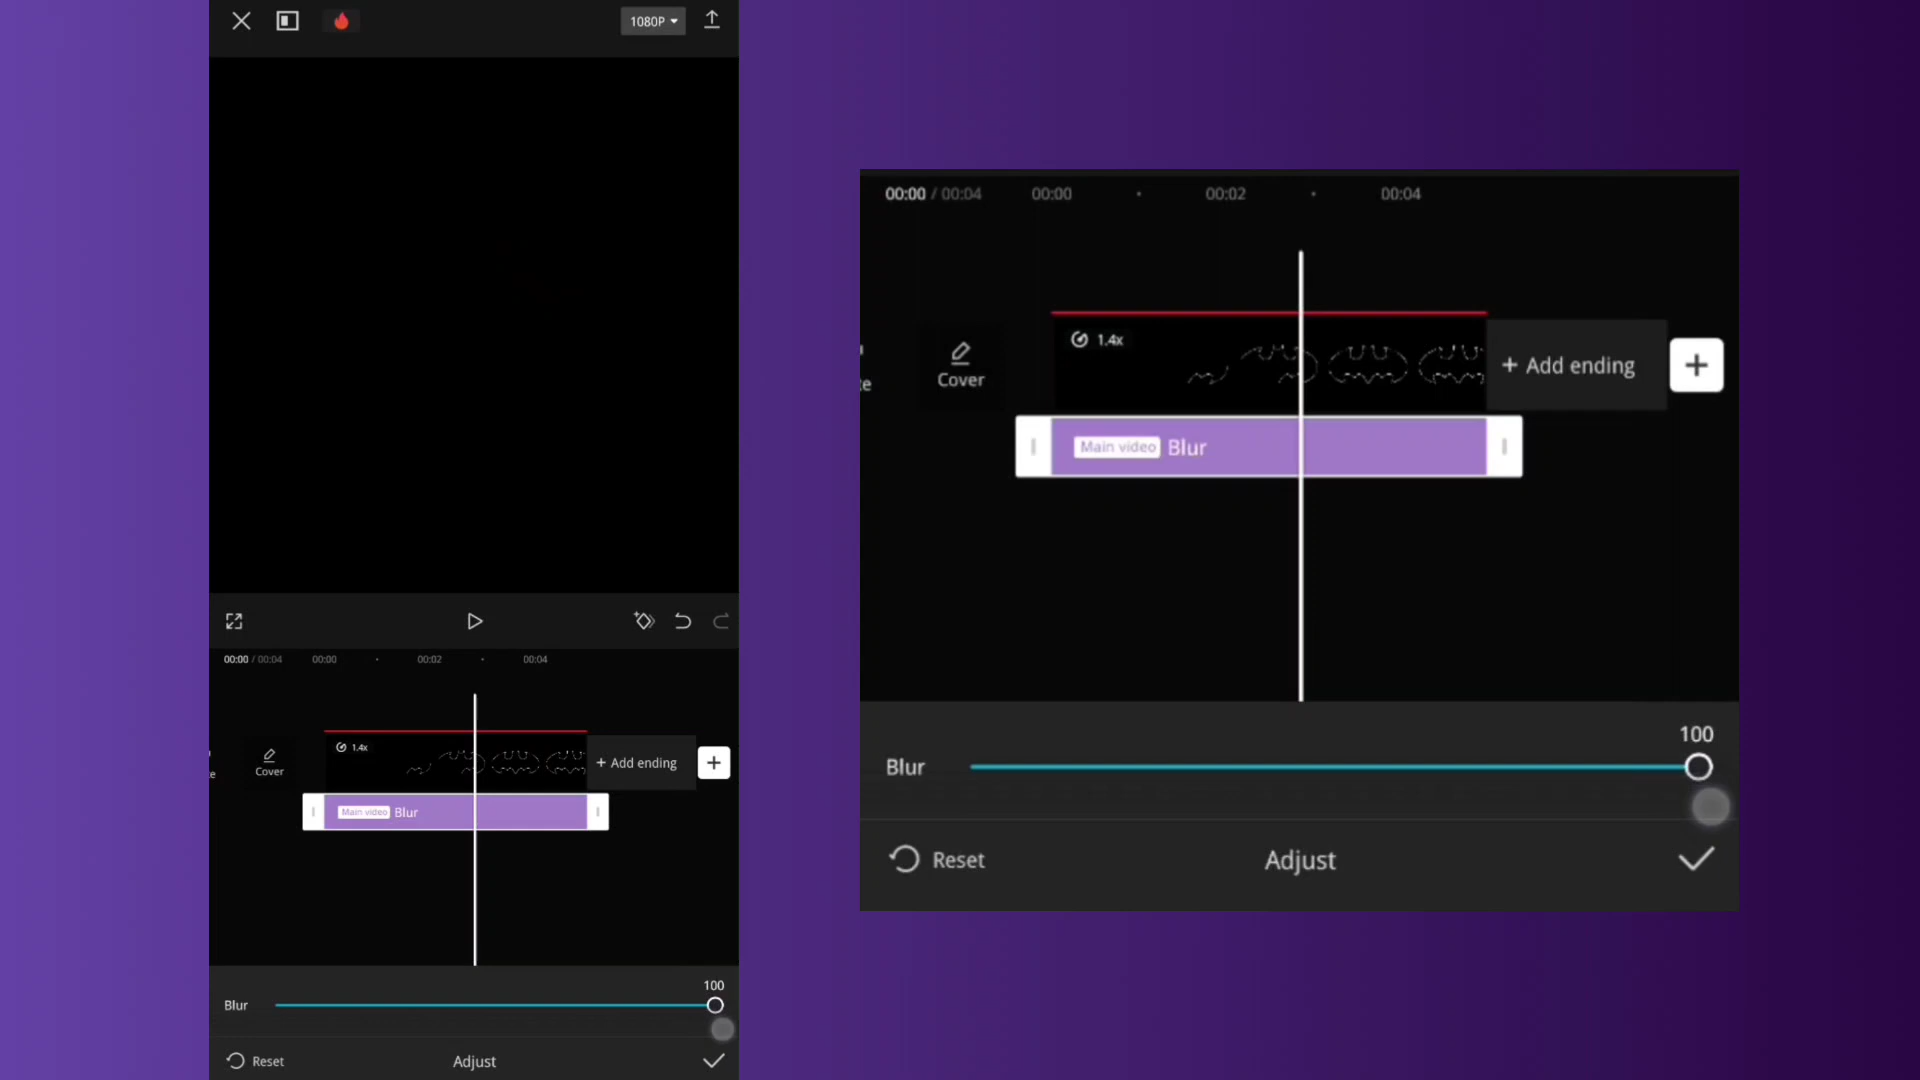 1080P
00:00 / 00:04 00:00 00:02 00:04
1.4x
Cover
+ Add ending
te
Main video Blur
100
Blur
Reset Adjust
00:00 / 00:04 00:00 00:02 00:04
1.4x
Cover
+ Add ending
te
Main video Blur
100
Blur
Reset Adjust